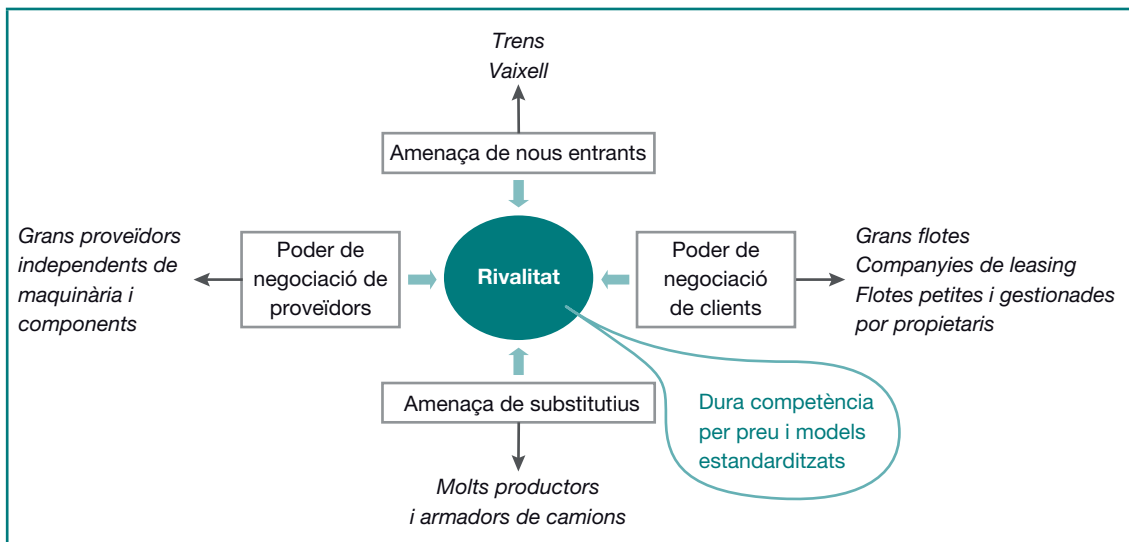 Trens
Vaixell
Amenaça de nous entrants
Grans proveïdors
independents de
maquinària i
components
Poder de
negociació de
proveïdors
Rivalitat
Poder de
negociació
de clients
Grans flotes
Companyies de leasing
Flotes petites i gestionades
por propietaris
Amenaça de substitutius
Dura competència
per preu i models
estandarditzats
Molts productors
i armadors de camions